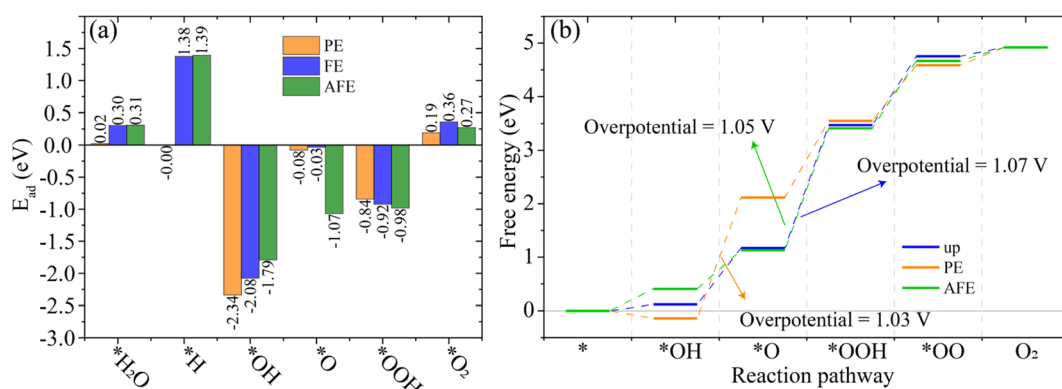 (a)
PE
FE
AFE
E_ad (eV)
1.5
1.0
0.5
0.0
-0.5
-1.0
-1.5
-2.0
-2.5
-3.0
0.02
0.30
0.31
-0.00
1.38
1.39
-2.34
-2.08
-1.79
-0.08
-0.03
-1.07
-0.84
-0.92
-0.98
0.19
0.36
0.27
*H₂O
*H
*OH
*O
*OOH
*O₂
(b)
Free energy (eV)
5
4
3
2
1
0
Overpotential = 1.05 V
Overpotential = 1.07 V
up
PE
AFE
Overpotential = 1.03 V
*
*OH
*O
*OOH
*OO
O₂
Reaction pathway